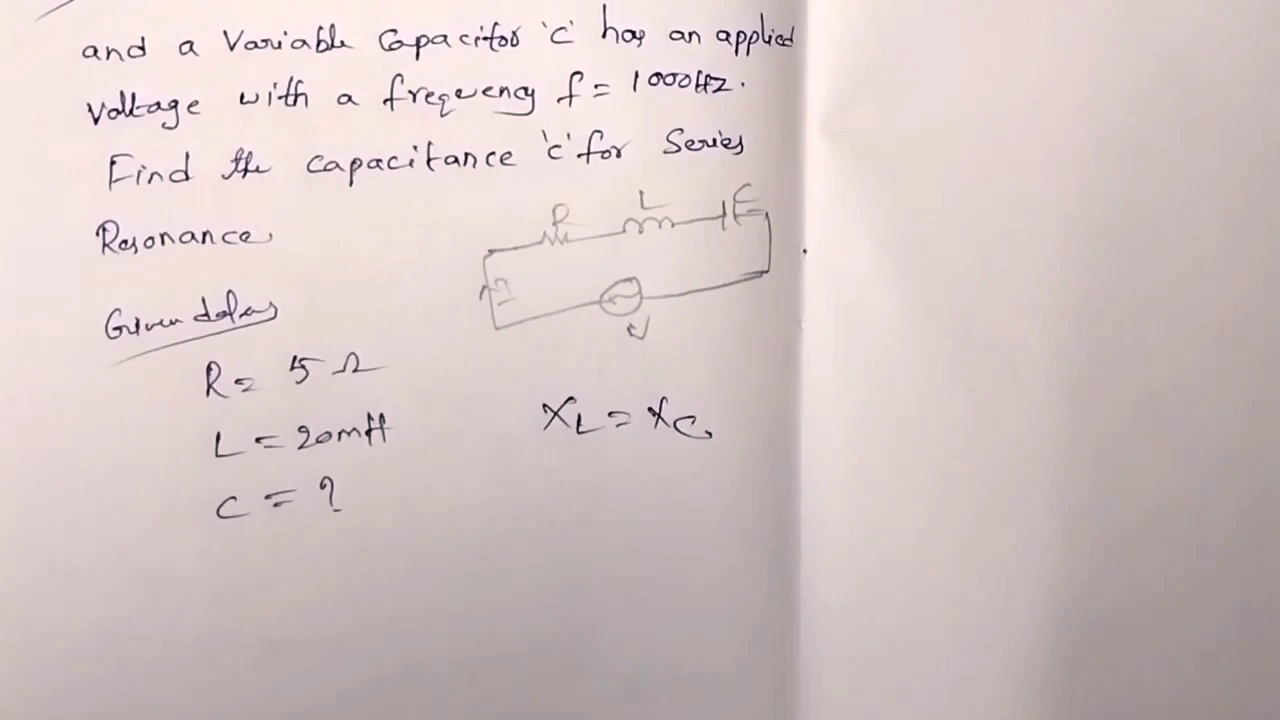 and a Variable Capacitor 'C' has an applied
Voltage with a frequency f = 1000Hz.
Find the capacitance 'C' for Series
Resonance
R L C
i
V
Given data
R = 5 Ω
L = 20mH
C = ?
XL = XC